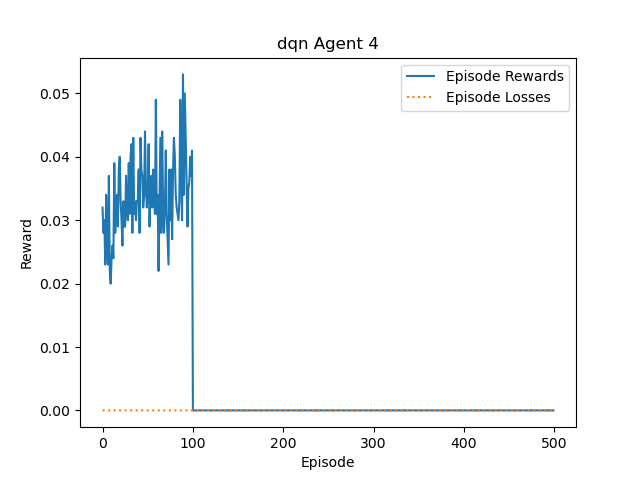 dqn Agent 4
Episode Rewards
Episode Losses
0.05
0.04
0.03
0.02
0.01
0.00
Reward
0 100 200 300 400 500
Episode